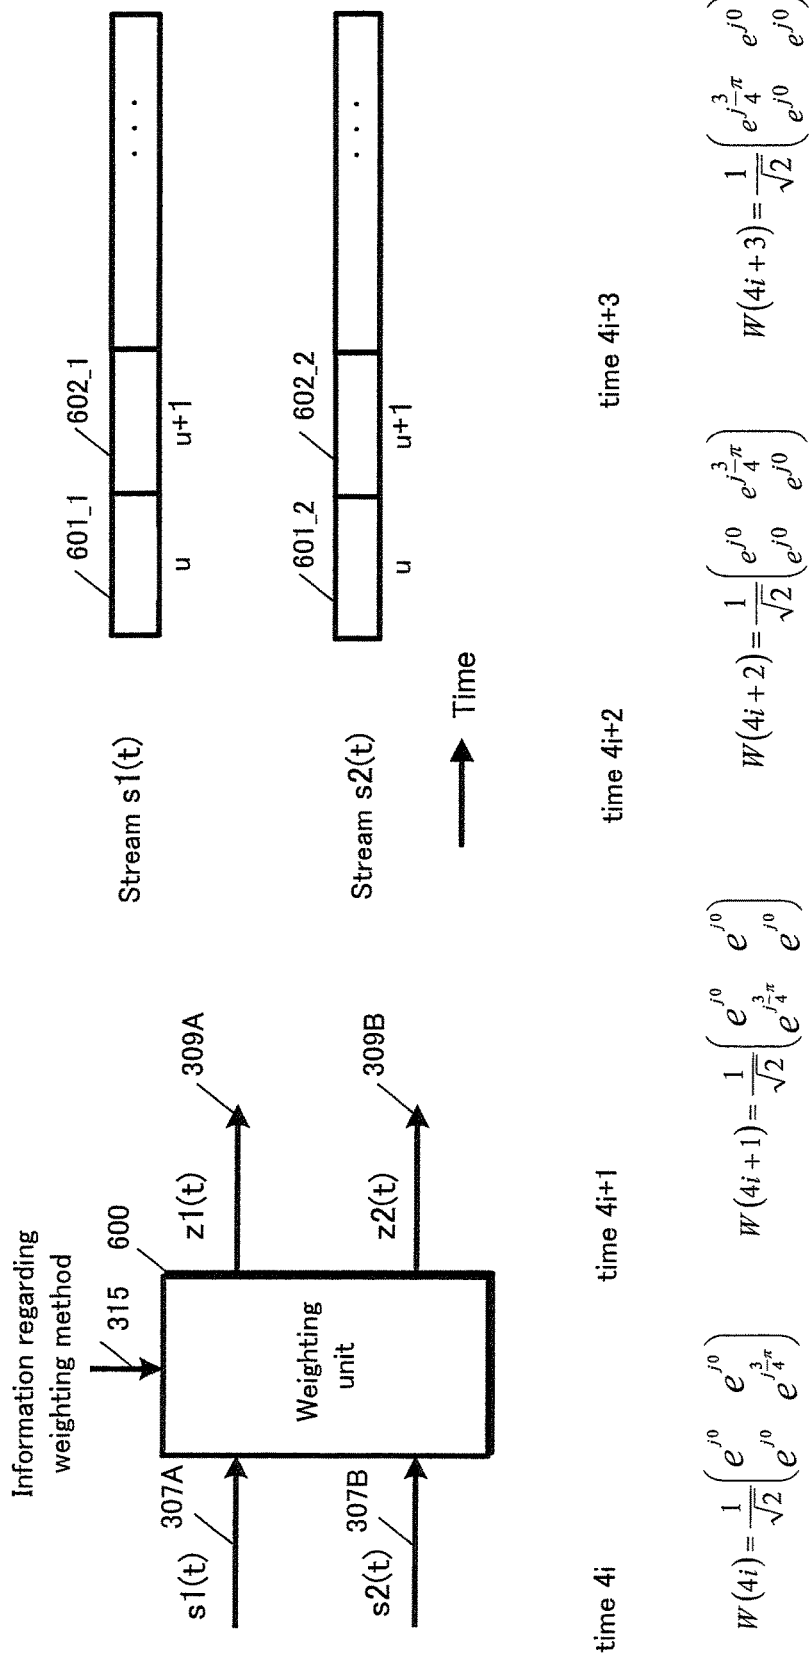 Information regarding
weighting method
315
600
s1(t)
307A
z1(t)
309A
Weighting
unit
s2(t)
307B
z2(t)
309B
Stream s1(t)
601_1
602_1
...
u
u+1
Stream s2(t)
601_2
602_2
...
u
u+1
Time
time 4i
time 4i+1
time 4i+2
time 4i+3
W(4i) = 1/√2 ( e^{j0} e^{j0} ; e^{j0} e^{j3/4π} )
W(4i+1) = 1/√2 ( e^{j0} e^{j0} ; e^{j3/4π} e^{j0} )
W(4i+2) = 1/√2 ( e^{j0} e^{j3/4π} ; e^{j0} e^{j0} )
W(4i+3) = 1/√2 ( e^{j3/4π} e^{j0} ; e^{j0} e^{j0} )